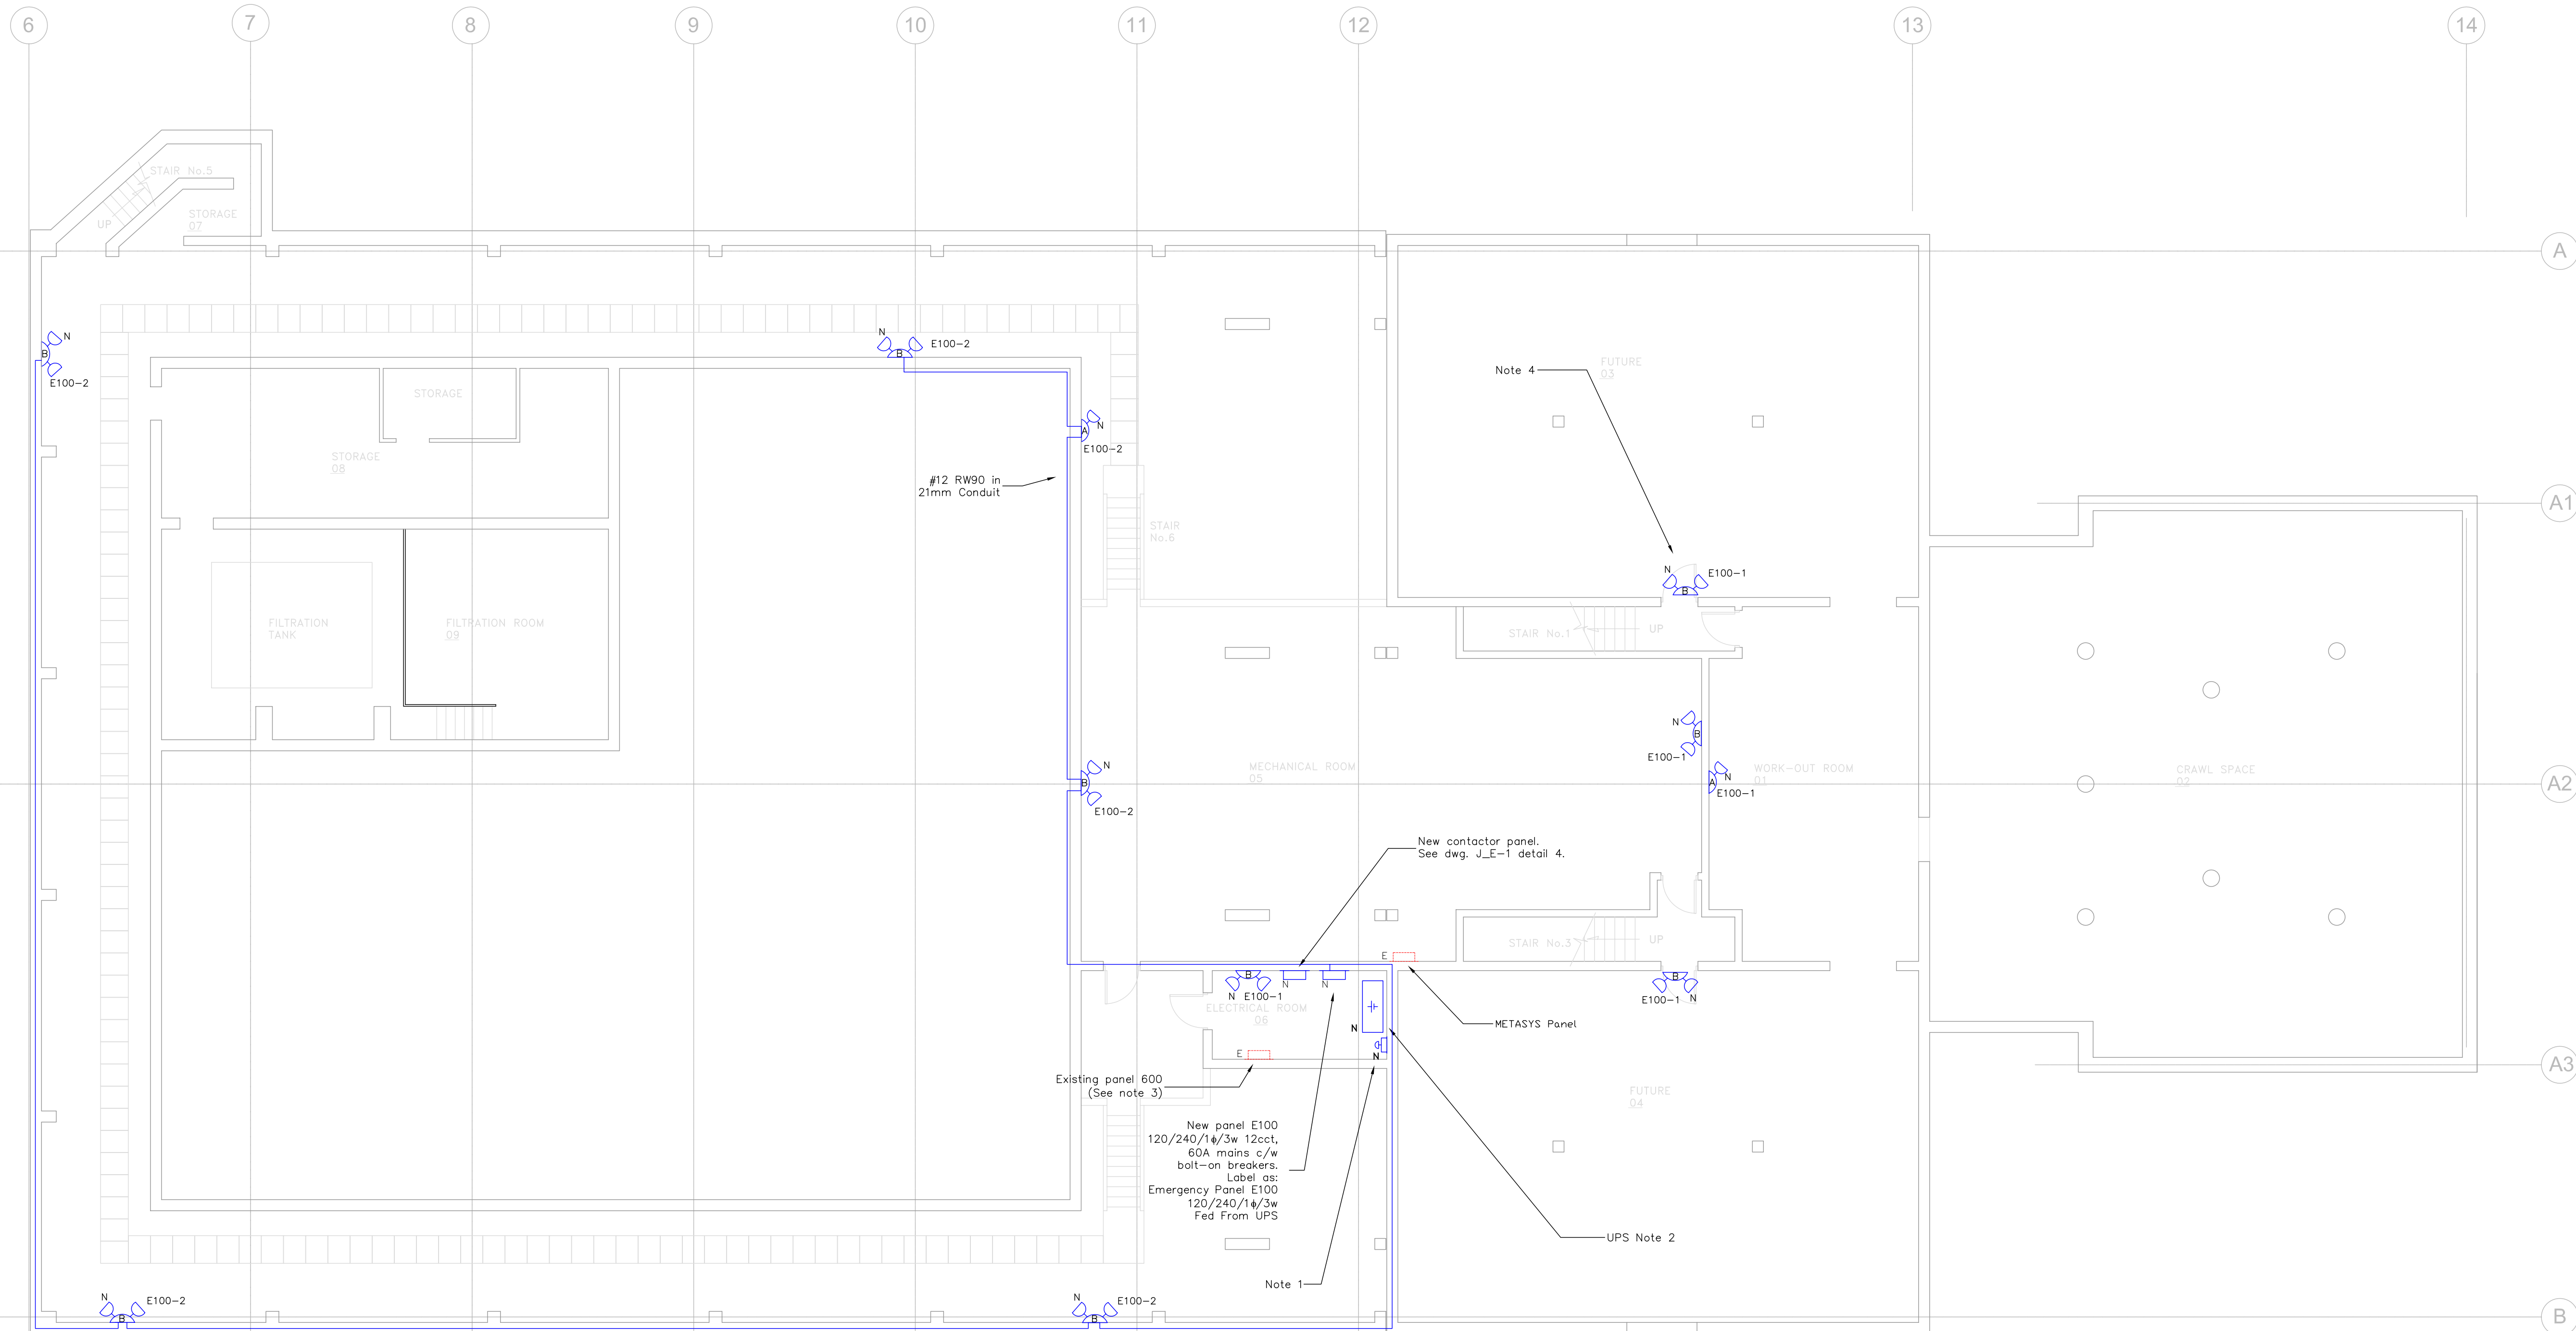 6
7
8
9
10
11
12
13
14
STAIR No.5
UP
STORAGE
07
A
N
B
E100-2
N
B
E100-2
STORAGE
A
N
E100-2
STORAGE
08
#12 RW90 in
21mm Conduit
STAIR
No.6
FUTURE
03
Note 4
A1
N
B
E100-1
FILTRATION
TANK
FILTRATION ROOM
09
STAIR No.1
UP
N
B
E100-1
MECHANICAL ROOM
05
N
B
E100-2
A
N
E100-1
WORK-OUT ROOM
01
CRAWL SPACE
02
A2
New contactor panel.
See dwg. J_E-1 detail 4.
STAIR No.3
UP
E
B
N
E100-1
N
N
B
E100-1
N
ELECTRICAL ROOM
06
N
METASYS Panel
N
E
Existing panel 600
(See note 3)
A3
FUTURE
04
New panel E100
120/240/1ϕ/3w 12cct,
60A mains c/w
bolt-on breakers.
Label as:
Emergency Panel E100
120/240/1ϕ/3w
Fed From UPS
UPS Note 2
Note 1
N
B
E100-2
N
B
E100-2
B